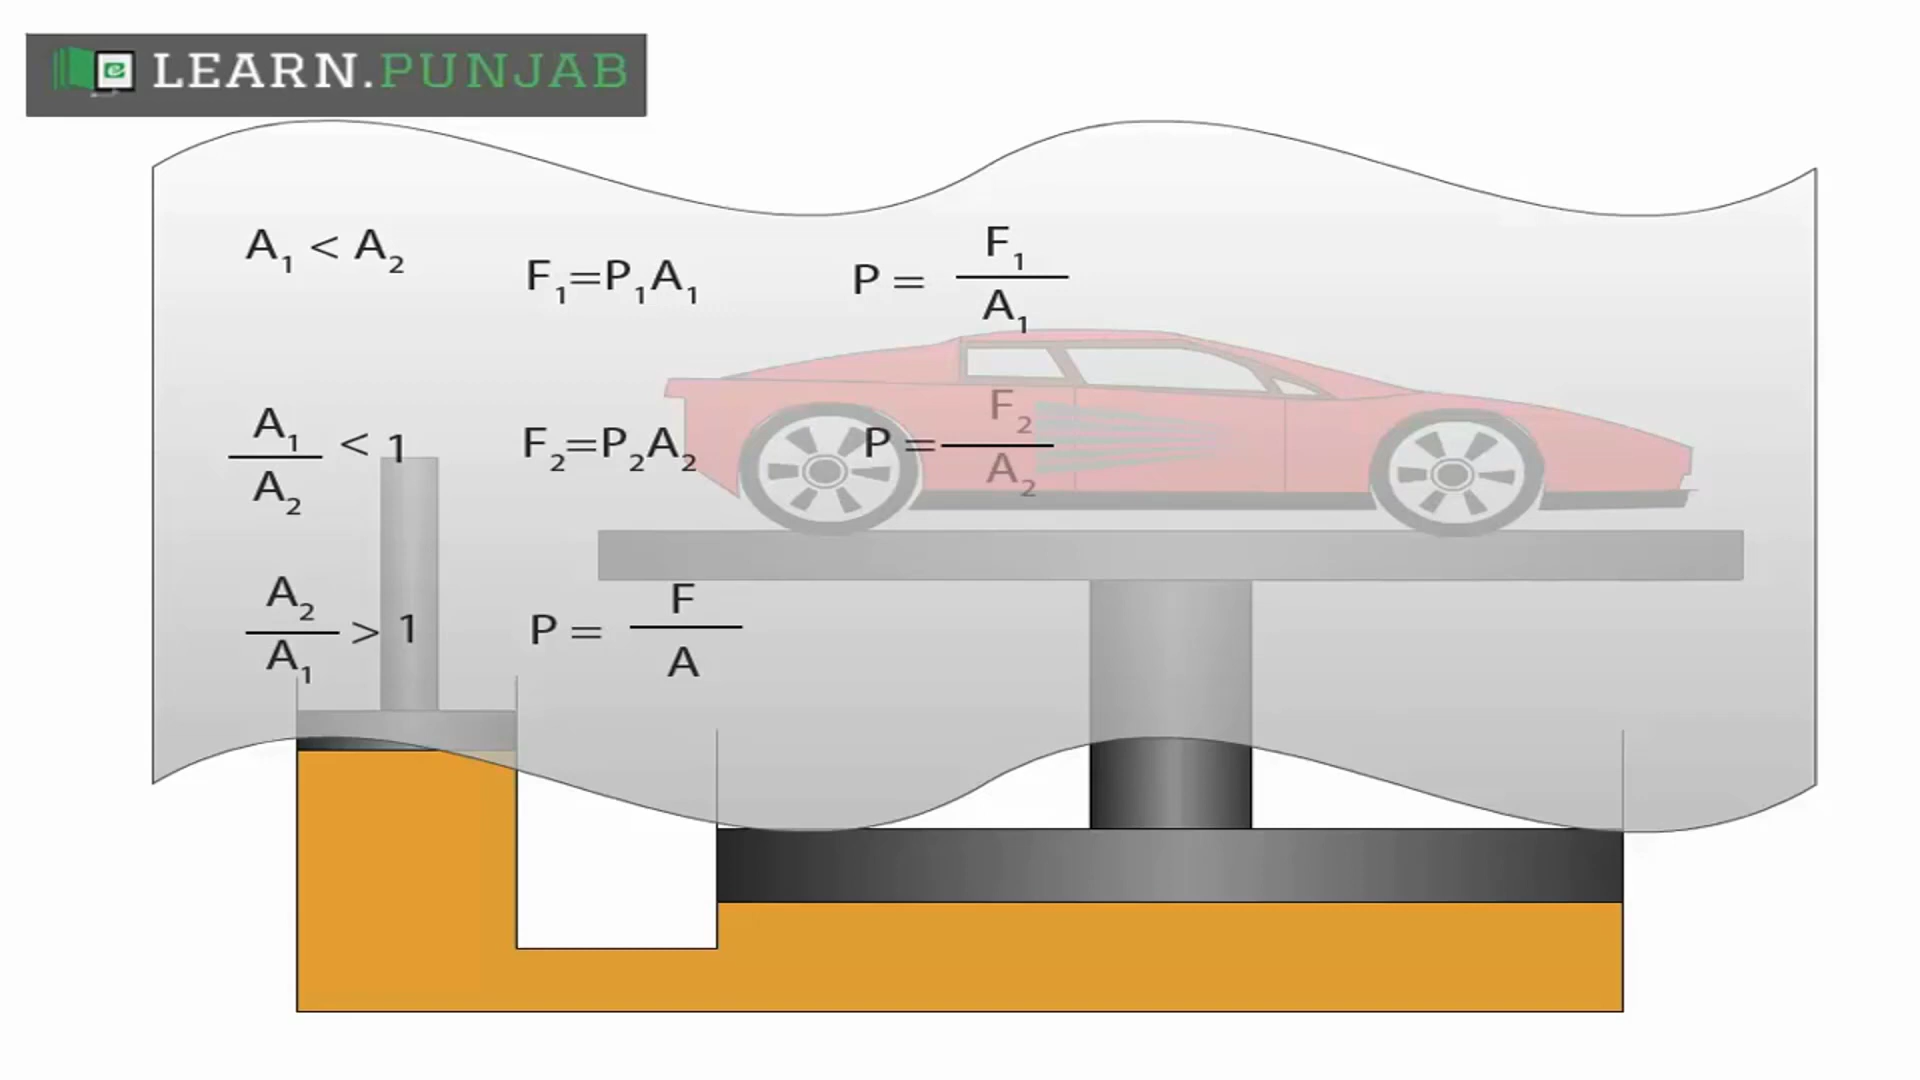 LEARN.PUNJAB
A₁ < A₂
F₁=P₁A₁
P = F₁/A₁
A₁/A₂ < 1
F₂=P₂A₂
P = F₂/A₂
A₂/A₁ > 1
P = F/A